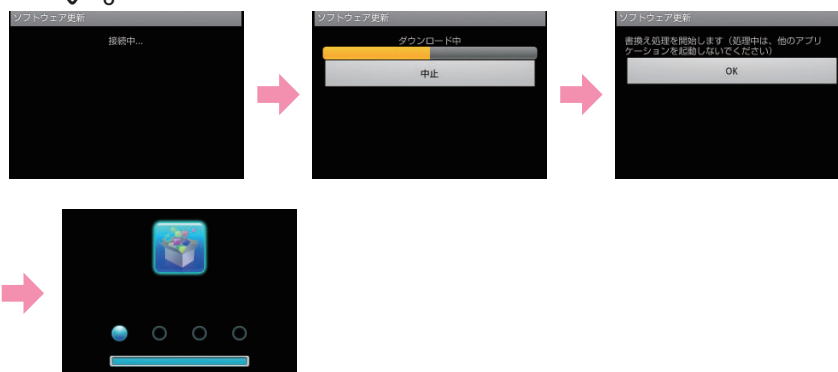 ソフトウェア更新
接続中...
ソフトウェア更新
ダウンロード中
中止
ソフトウェア更新
書換え処理を開始します（処理中は、他のアプリ
ケーションを起動しないでください）
OK